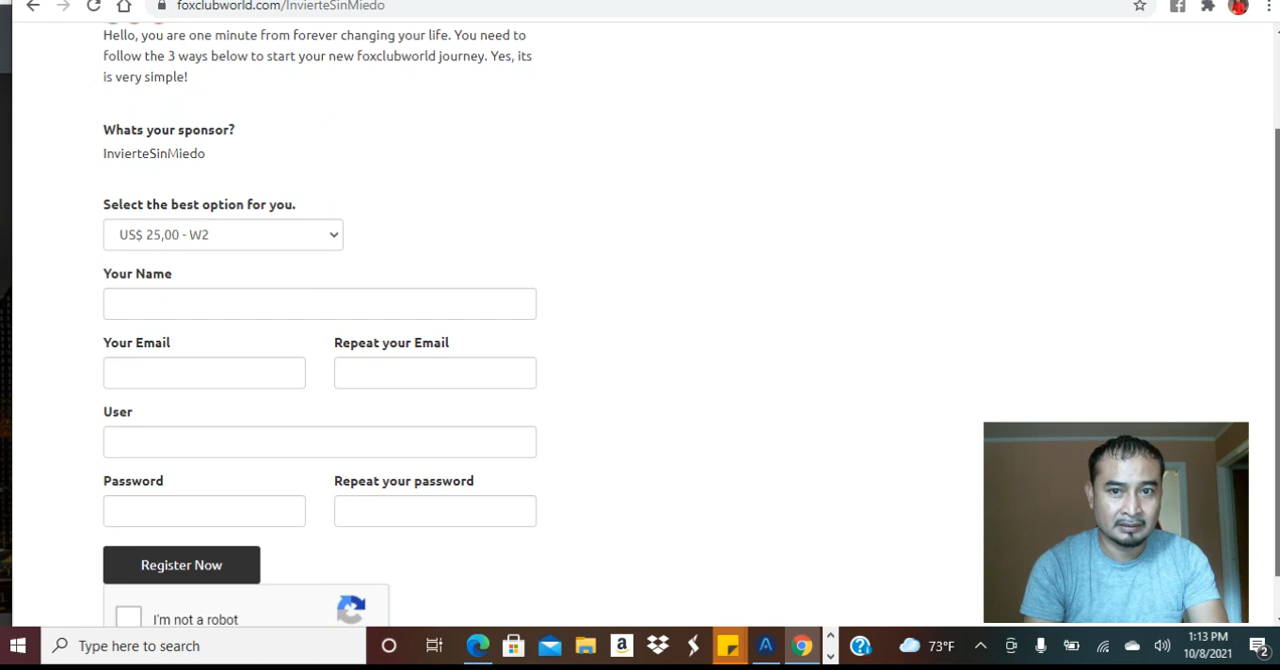 foxclubworld.com/InvierteSinMiedo
Hello, you are one minute from forever changing your life. You need to
follow the 3 ways below to start your new foxclubworld journey. Yes, its
is very simple!
Whats your sponsor?
InvierteSinMiedo
Select the best option for you.
US$ 25,00 - W2
Your Name
Your Email Repeat your Email
User
Password Repeat your password
Register Now
I'm not a robot
Type here to search
a
73°F
1:13 PM
10/8/2021
2